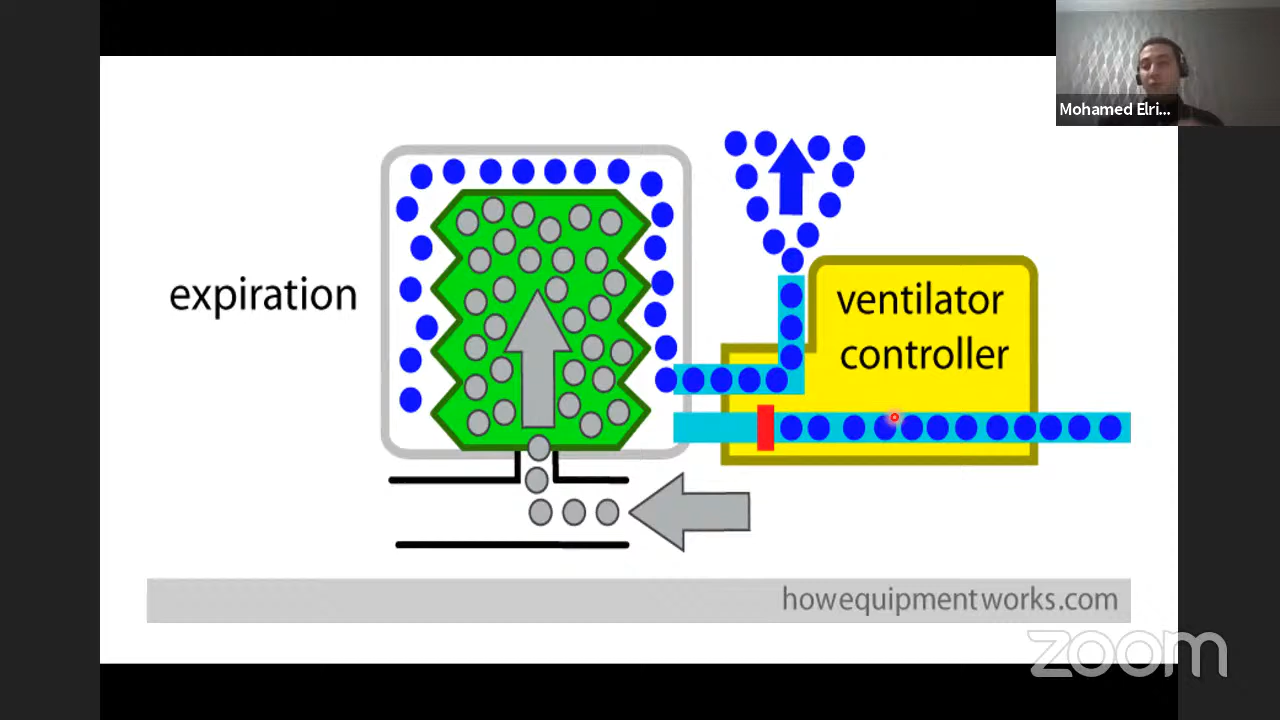 Mohamed Elri...
expiration
ventilator
controller
howequipmentworks.com
zoom